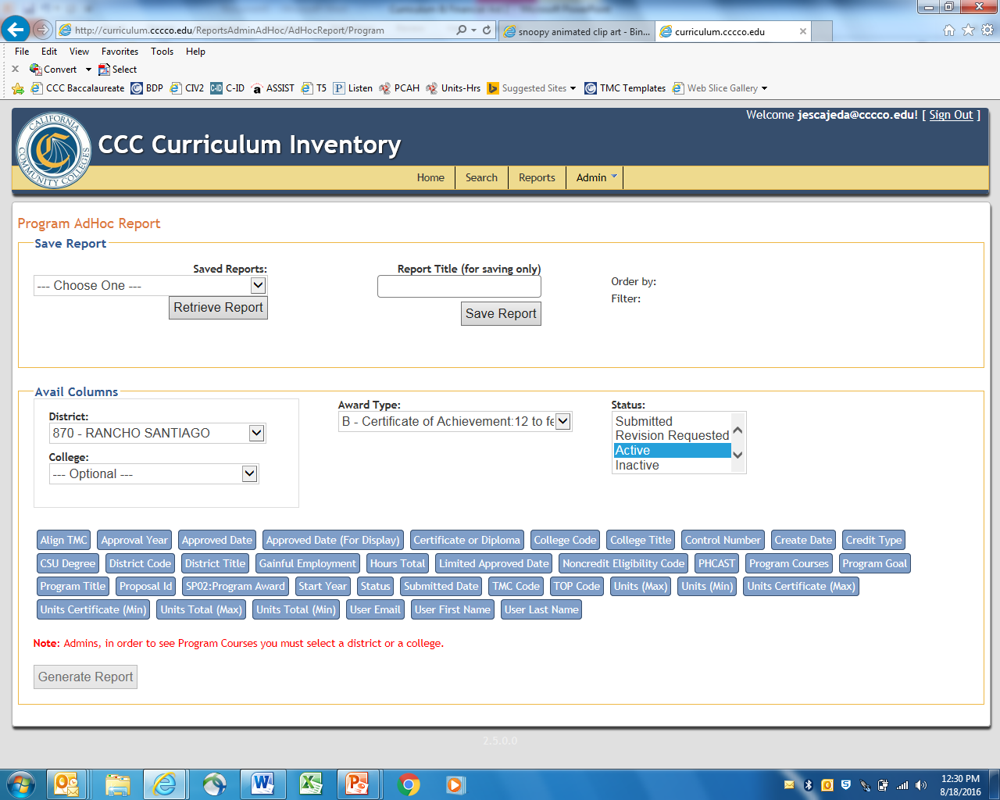 http://curriculum.cccco.edu/ReportsAdminAdHoc/AdHocReport/Program
snoopy animated clip art - Bin...
curriculum.cccco.edu
File Edit View Favorites Tools Help
Convert Select
CCC Baccalaureate BDP CIV2 C-ID ASSIST T5 Listen PCAH Units-Hrs Suggested Sites TMC Templates Web Slice Gallery
Welcome jescajeda@cccco.edu! [ Sign Out ]
CALIFORNIA COMMUNITY COLLEGES
CCC Curriculum Inventory
Home Search Reports Admin
Program AdHoc Report
Save Report
Saved Reports:
--- Choose One ---
Retrieve Report
Report Title (for saving only)
Save Report
Order by:
Filter:
Avail Columns
District:
870 - RANCHO SANTIAGO
College:
--- Optional ---
Award Type:
B - Certificate of Achievement:12 to fe
Status:
Submitted
Revision Requested
Active
Inactive
Align TMC Approval Year Approved Date Approved Date (For Display) Certificate or Diploma College Code College Title Control Number Create Date Credit Type
CSU Degree District Code District Title Gainful Employment Hours Total Limited Approved Date Noncredit Eligibility Code PHCAST Program Courses Program Goal
Program Title Proposal Id SP02:Program Award Start Year Status Submitted Date TMC Code TOP Code Units (Max) Units (Min) Units Certificate (Max)
Units Certificate (Min) Units Total (Max) Units Total (Min) User Email User First Name User Last Name
Note: Admins, in order to see Program Courses you must select a district or a college.
Generate Report
2.5.0.0
12:30 PM
8/18/2016